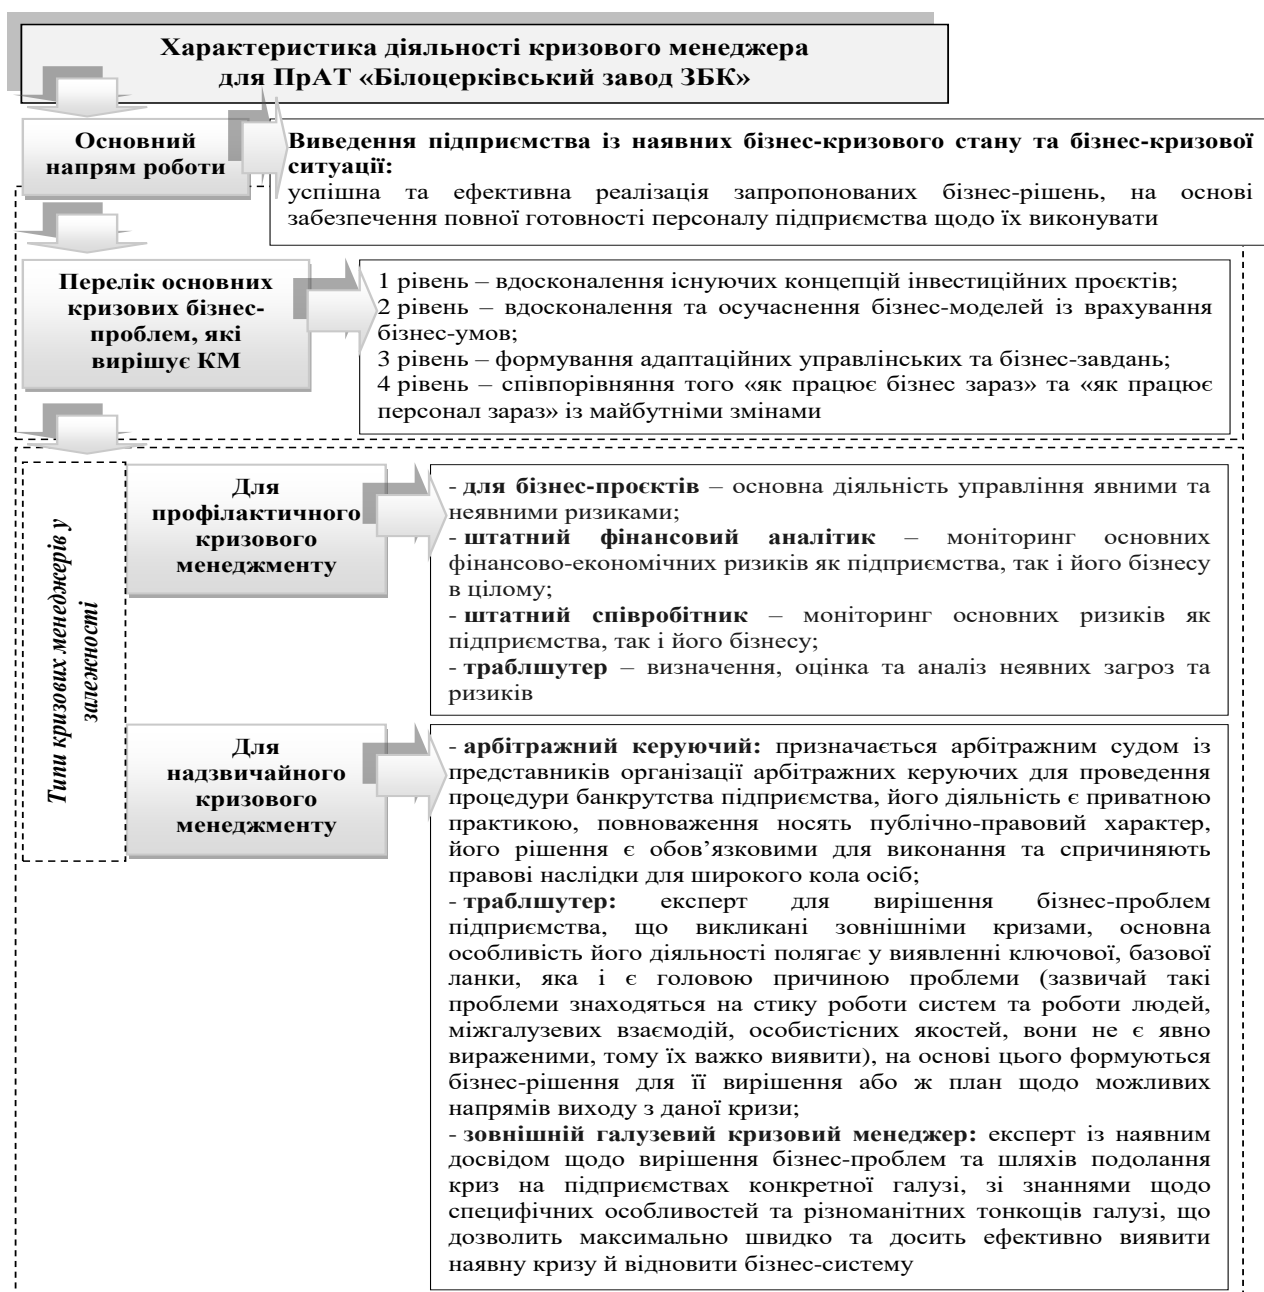 Характеристика діяльності кризового менеджера
для ПрАТ «Білоцерківський завод ЗБК»
Основний
напрям роботи
Виведення підприємства із наявних бізнес-кризового стану та бізнес-кризової
ситуації:
успішна та ефективна реалізація запропонованих бізнес-рішень, на основі
забезпечення повної готовності персоналу підприємства щодо їх виконувати
Перелік основних
кризових бізнес-
проблем, які
вирішує КМ
1 рівень – вдосконалення існуючих концепцій інвестиційних проєктів;
2 рівень – вдосконалення та осучаснення бізнес-моделей із врахування
бізнес-умов;
3 рівень – формування адаптаційних управлінських та бізнес-завдань;
4 рівень – співпорівняння того «як працює бізнес зараз» та «як працює
персонал зараз» із майбутніми змінами
Типи кризових менеджерів у
залежності
Для
профілактичного
кризового
менеджменту
- для бізнес-проєктів – основна діяльність управління явними та
неявними ризиками;
- штатний фінансовий аналітик – моніторинг основних
фінансово-економічних ризиків як підприємства, так і його бізнесу
в цілому;
- штатний співробітник – моніторинг основних ризиків як
підприємства, так і його бізнесу;
- траблшутер – визначення, оцінка та аналіз неявних загроз та
ризиків
Для
надзвичайного
кризового
менеджменту
- арбітражний керуючий: призначається арбітражним судом із
представників організації арбітражних керуючих для проведення
процедури банкрутства підприємства, його діяльність є приватною
практикою, повноваження носять публічно-правовий характер,
його рішення є обов’язковими для виконання та спричиняють
правові наслідки для широкого кола осіб;
- траблшутер: експерт для вирішення бізнес-проблем
підприємства, що викликані зовнішніми кризами, основна
особливість його діяльності полягає у виявленні ключової, базової
ланки, яка і є головою причиною проблеми (зазвичай такі
проблеми знаходяться на стику роботи систем та роботи людей,
міжгалузевих взаємодій, особистісних якостей, вони не є явно
вираженими, тому їх важко виявити), на основі цього формуються
бізнес-рішення для її вирішення або ж план щодо можливих
напрямів виходу з даної кризи;
- зовнішній галузевий кризовий менеджер: експерт із наявним
досвідом щодо вирішення бізнес-проблем та шляхів подолання
криз на підприємствах конкретної галузі, зі знаннями щодо
специфічних особливостей та різноманітних тонкощів галузі, що
дозволить максимально швидко та досить ефективно виявити
наявну кризу й відновити бізнес-систему